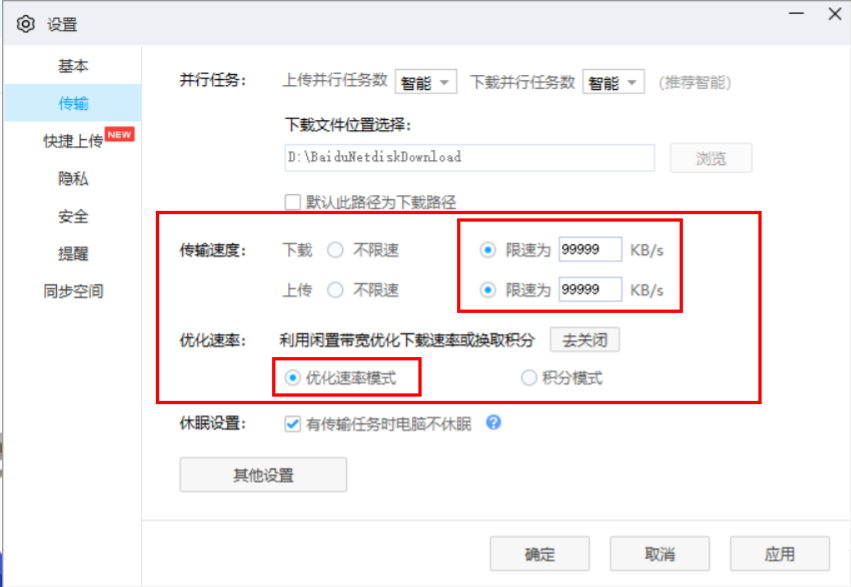 设置
基本
传输
快捷上传 NEW
隐私
安全
提醒
同步空间
并行任务： 上传并行任务数 智能 下载并行任务数 智能 (推荐智能)
下载文件位置选择：
D:\BaiduNetdiskDownload 浏览
默认此路径为下载路径
传输速度： 下载 不限速 限速为 99999 KB/s
上传 不限速 限速为 99999 KB/s
优化速率： 利用闲置带宽优化下载速率或换取积分 去关闭
优化速率模式 积分模式
休眠设置： 有传输任务时电脑不休眠 ?
其他设置
确定 取消 应用